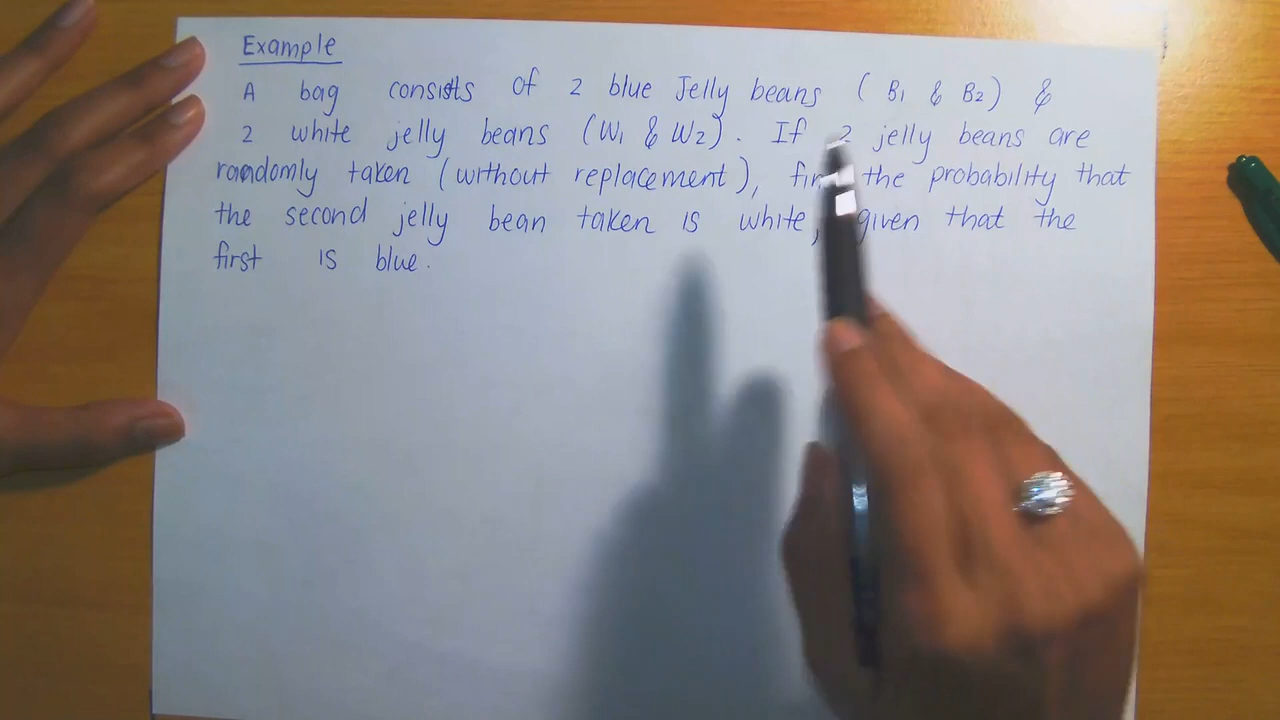 Example
A bag consists of 2 blue Jelly beans ( B1 & B2) &
2 white jelly beans (W1 & W2). If 2 jelly beans are
randomly taken (without replacement), find the probability that
the second jelly bean taken is white, given that the
first is blue.